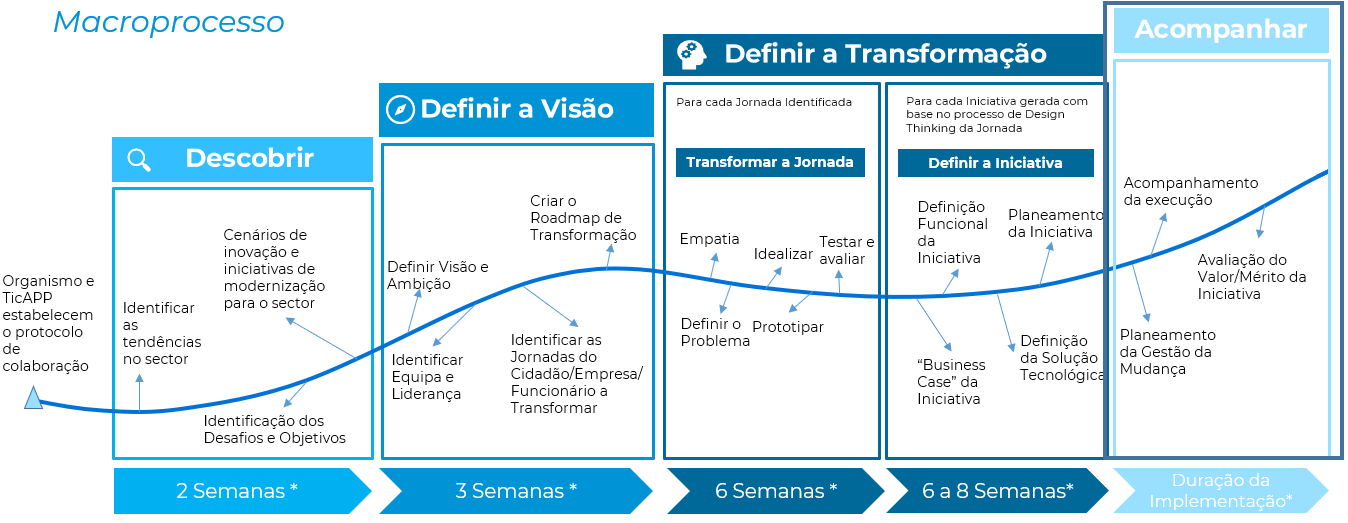 Macroprocesso
Organismo e
TicAPP
estabelecem
o protocolo
de
colaboração
Descobrir
Identificar
as
tendências
no sector
Cenários de
inovação e
iniciativas de
modernização
para o sector
Identificação dos
Desafios e Objetivos
2 Semanas *
Definir a Visão
Definir Visão e
Ambição
Identificar
Equipa e
Liderança
Criar o
Roadmap de
Transformação
Identificar as
Jornadas do
Cidadão/Empresa/
Funcionário a
Transformar
3 Semanas *
Definir a Transformação
Para cada Jornada Identificada
Transformar a Jornada
Empatia
Definir o
Problema
Idealizar
Prototipar
Testar e
avaliar
6 Semanas *
Para cada Iniciativa gerada com
base no processo de Design
Thinking da Jornada
Definir a Iniciativa
Definição
Funcional
da
Iniciativa
“Business
Case” da
Iniciativa
Planeamento
da Iniciativa
Definição
da Solução
Tecnológica
6 a 8 Semanas*
Acompanhar
Acompanhamento
da execução
Planeamento
da Gestão da
Mudança
Avaliação do
Valor/Mérito da
Iniciativa
Duração da
Implementação*